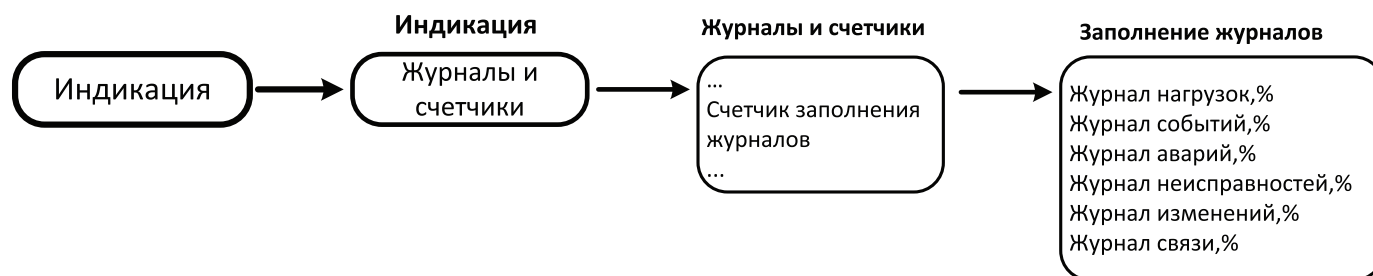 Индикация
Индикация
Журналы и
счетчики
Журналы и счетчики
...
Счетчик заполнения
журналов
...
Заполнение журналов
Журнал нагрузок,%
Журнал событий,%
Журнал аварий,%
Журнал неисправностей,%
Журнал изменений,%
Журнал связи,%